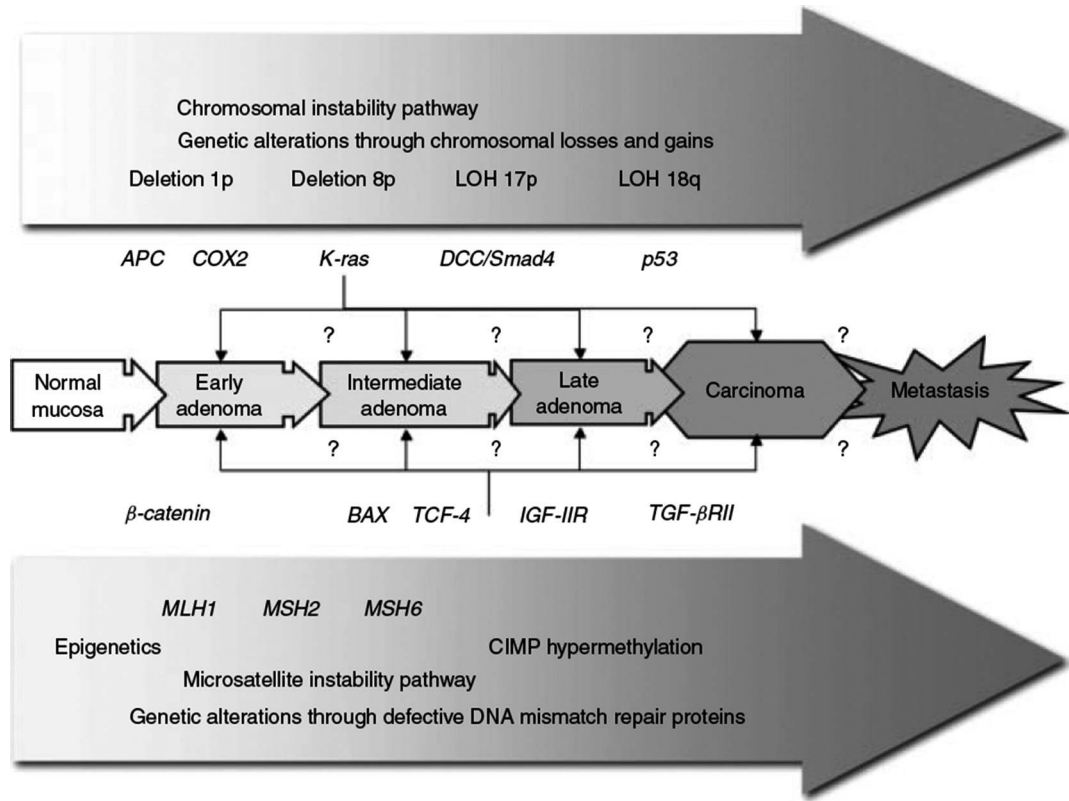 Chromosomal instability pathway
Genetic alterations through chromosomal losses and gains
Deletion 1p Deletion 8p LOH 17p LOH 18q
APC COX2 K-ras DCC/Smad4 p53
? ? ? ?
Normal mucosa
Early adenoma
Intermediate adenoma
Late adenoma
Carcinoma
Metastasis
? ? ? ?
β-catenin BAX TCF-4 IGF-IIR TGF-βRII
MLH1 MSH2 MSH6
Epigenetics CIMP hypermethylation
Microsatellite instability pathway
Genetic alterations through defective DNA mismatch repair proteins